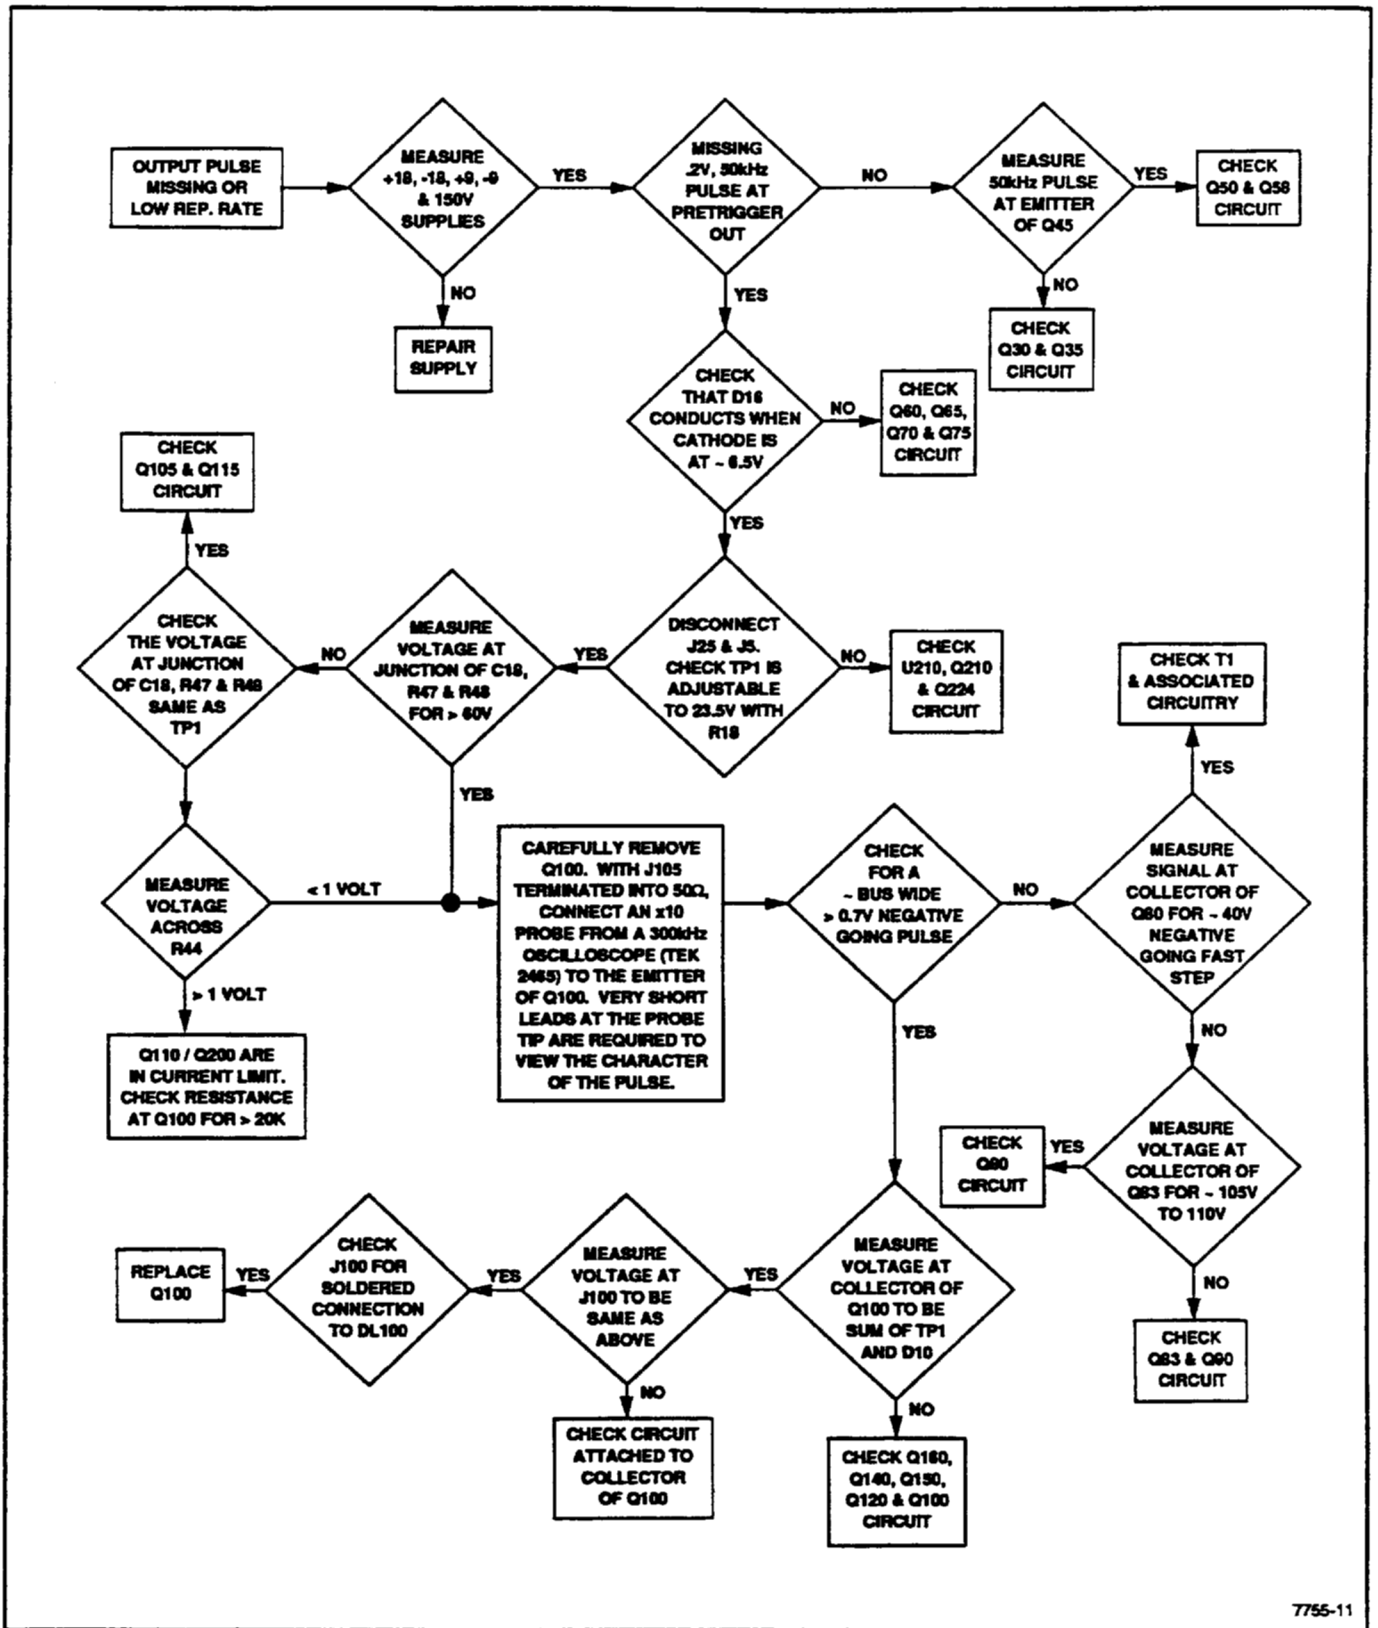 OUTPUT PULSE
MISSING OR
LOW REP. RATE
MEASURE
+18, -18, +9, -9
& 150V
SUPPLIES
YES
NO
REPAIR
SUPPLY
MISSING
.2V, 50kHz
PULSE AT
PRETRIGGER
OUT
NO
YES
MEASURE
50kHz PULSE
AT EMITTER
OF Q45
YES
CHECK
Q50 & Q58
CIRCUIT
NO
CHECK
Q30 & Q35
CIRCUIT
CHECK
THAT D16
CONDUCTS WHEN
CATHODE IS
AT ~ 6.5V
NO
CHECK
Q60, Q65,
Q70 & Q75
CIRCUIT
YES
DISCONNECT
J25 & J5.
CHECK TP1 IS
ADJUSTABLE
TO 23.5V WITH
R18
NO
CHECK
U210, Q210
& Q224
CIRCUIT
YES
MEASURE
VOLTAGE AT
JUNCTION OF C18,
R47 & R48
FOR > 60V
NO
YES
CHECK
THE VOLTAGE
AT JUNCTION
OF C18, R47 & R48
SAME AS
TP1
YES
CHECK
Q105 & Q115
CIRCUIT
MEASURE
VOLTAGE
ACROSS
R44
< 1 VOLT
> 1 VOLT
Q110 / Q200 ARE
IN CURRENT LIMIT.
CHECK RESISTANCE
AT Q100 FOR > 20K
CAREFULLY REMOVE
Q100. WITH J105
TERMINATED INTO 50Ω,
CONNECT AN x10
PROBE FROM A 300kHz
OSCILLOSCOPE (TEK
2465) TO THE EMITTER
OF Q100. VERY SHORT
LEADS AT THE PROBE
TIP ARE REQUIRED TO
VIEW THE CHARACTER
OF THE PULSE.
CHECK
FOR A
~ BUS WIDE
> 0.7V NEGATIVE
GOING PULSE
NO
YES
MEASURE
SIGNAL AT
COLLECTOR OF
Q80 FOR ~ 40V
NEGATIVE
GOING FAST
STEP
YES
CHECK T1
& ASSOCIATED
CIRCUITRY
NO
MEASURE
VOLTAGE AT
COLLECTOR OF
Q83 FOR ~ 105V
TO 110V
YES
CHECK
Q90
CIRCUIT
NO
CHECK
Q83 & Q90
CIRCUIT
MEASURE
VOLTAGE AT
COLLECTOR OF
Q100 TO BE
SUM OF TP1
AND D10
YES
NO
CHECK Q160,
Q140, Q150,
Q120 & Q100
CIRCUIT
MEASURE
VOLTAGE AT
J100 TO BE
SAME AS
ABOVE
YES
NO
CHECK CIRCUIT
ATTACHED TO
COLLECTOR
OF Q100
CHECK
J100 FOR
SOLDERED
CONNECTION
TO DL100
YES
REPLACE
Q100
7755-11